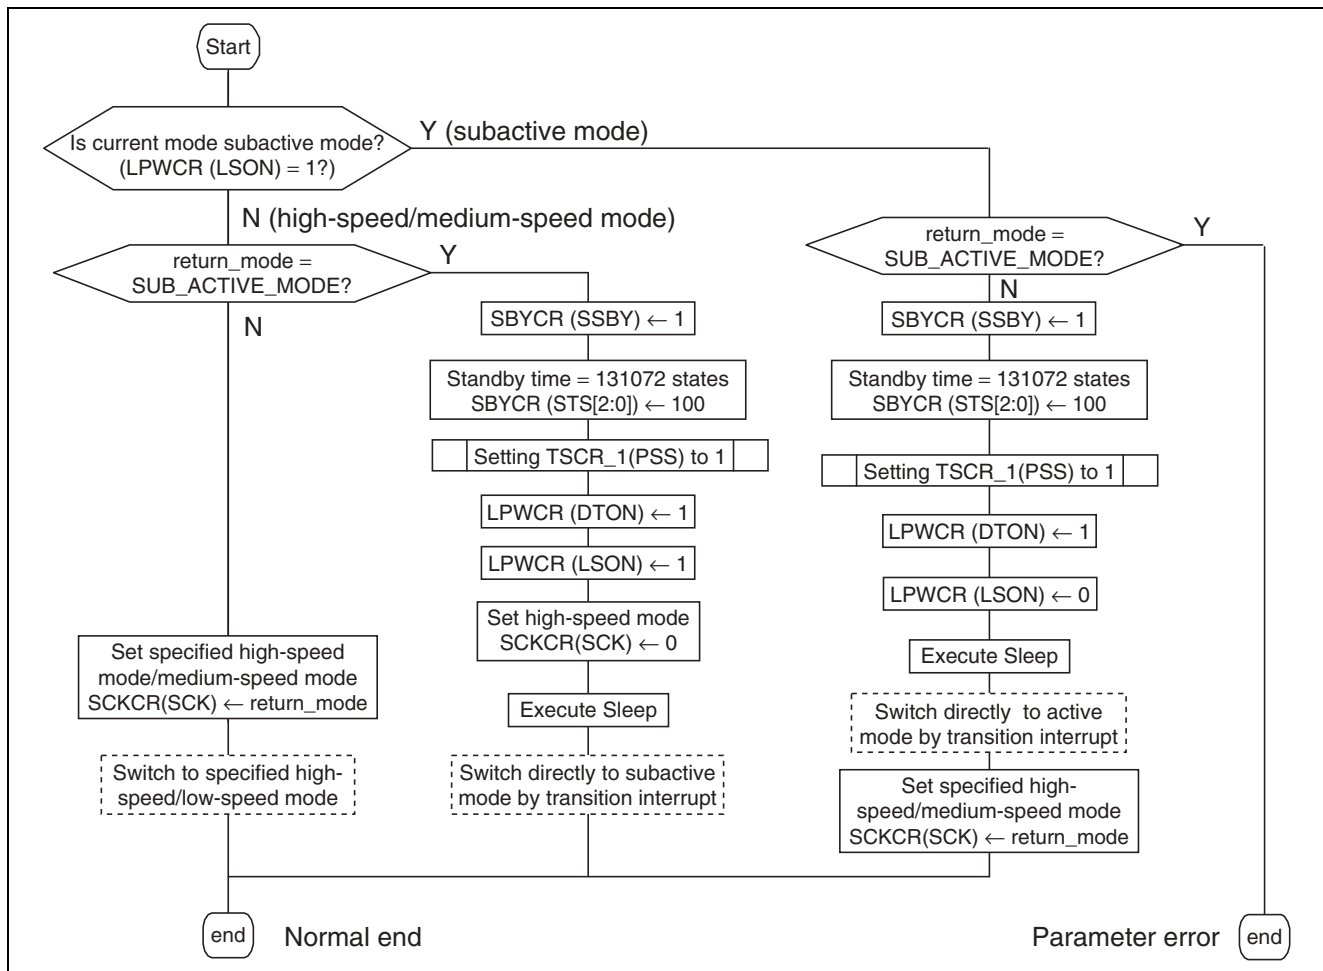 Start
Is current mode subactive mode?
(LPWCR (LSON) = 1?)
Y (subactive mode)
N (high-speed/medium-speed mode)
return_mode =
SUB_ACTIVE_MODE?
Y
N
Set specified high-speed
mode/medium-speed mode
SCKCR(SCK) ← return_mode
Switch to specified high-
speed/low-speed mode
SBYCR (SSBY) ← 1
Standby time = 131072 states
SBYCR (STS[2:0]) ← 100
Setting TSCR_1(PSS) to 1
LPWCR (DTON) ← 1
LPWCR (LSON) ← 1
Set high-speed mode
SCKCR(SCK) ← 0
Execute Sleep
Switch directly to subactive
mode by transition interrupt
return_mode =
SUB_ACTIVE_MODE?
Y
N
SBYCR (SSBY) ← 1
Standby time = 131072 states
SBYCR (STS[2:0]) ← 100
Setting TSCR_1(PSS) to 1
LPWCR (DTON) ← 1
LPWCR (LSON) ← 0
Execute Sleep
Switch directly to active
mode by transition interrupt
Set specified high-
speed/medium-speed mode
SCKCR(SCK) ← return_mode
end
Normal end
Parameter error
end